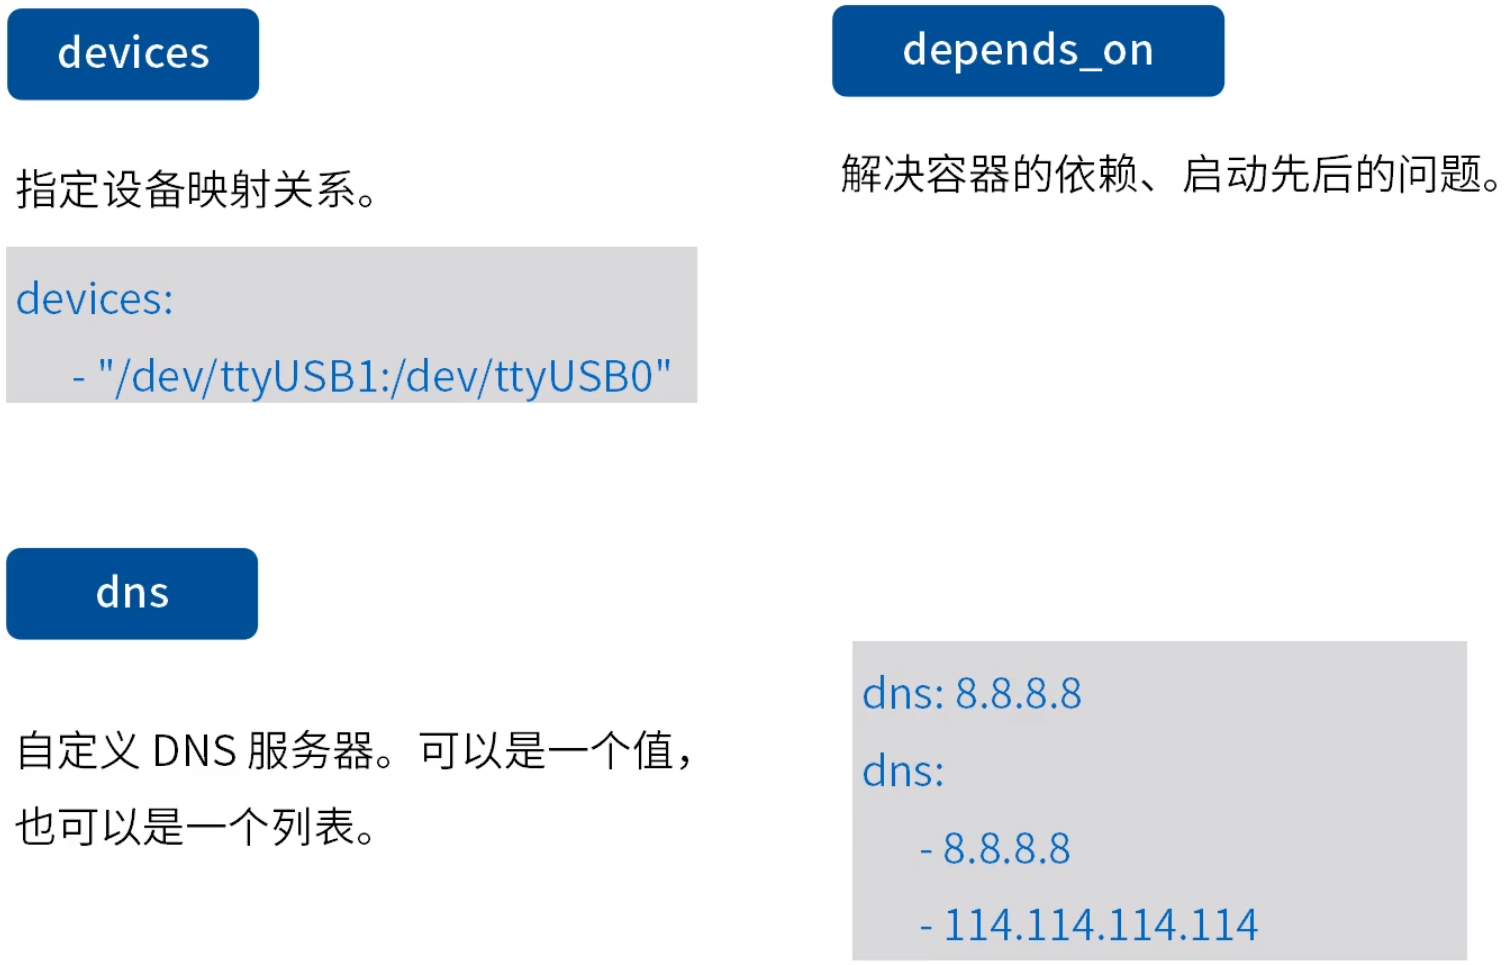 devices
指定设备映射关系。
devices:
- "/dev/ttyUSB1:/dev/ttyUSB0"
depends_on
解决容器的依赖、启动先后的问题。
dns
自定义 DNS 服务器。可以是一个值，
也可以是一个列表。
dns: 8.8.8.8
dns:
- 8.8.8.8
- 114.114.114.114